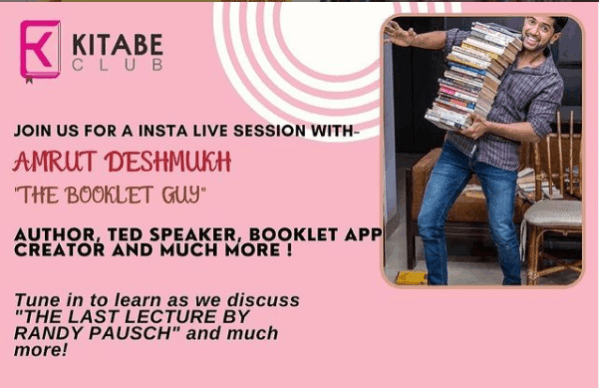 KITABE
CLUB
JOIN US FOR A INSTA LIVE SESSION WITH-
AMRUT DESHMUKH
"THE BOOKLET GUY"
AUTHOR, TED SPEAKER, BOOKLET APP
CREATOR AND MUCH MORE !
Tune in to learn as we discuss
"THE LAST LECTURE BY
RANDY PAUSCH" and much
more!